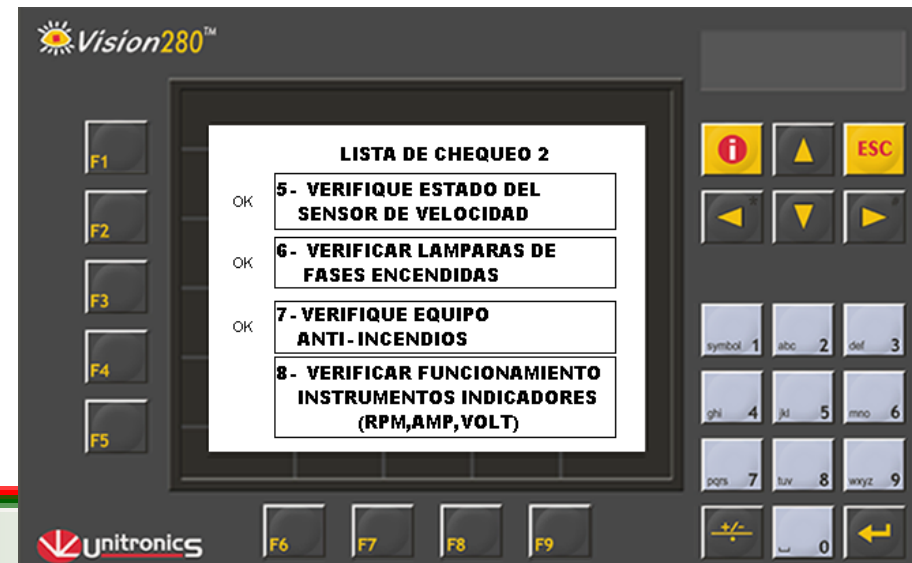 Vision280™
F1
F2
F3
F4
F5
LISTA DE CHEQUEO 2
OK
5- VERIFIQUE ESTADO DEL
SENSOR DE VELOCIDAD
OK
6- VERIFICAR LAMPARAS DE
FASES ENCENDIDAS
OK
7- VERIFIQUE EQUIPO
ANTI-INCENDIOS
8- VERIFICAR FUNCIONAMIENTO
INSTRUMENTOS INDICADORES
(RPM,AMP,VOLT)
i
ESC
*
#
symbol 1
abc 2
def 3
ghi 4
jkl 5
mno 6
pqrs 7
tuv 8
wxyz 9
+/-
0
unitronics
F6
F7
F8
F9